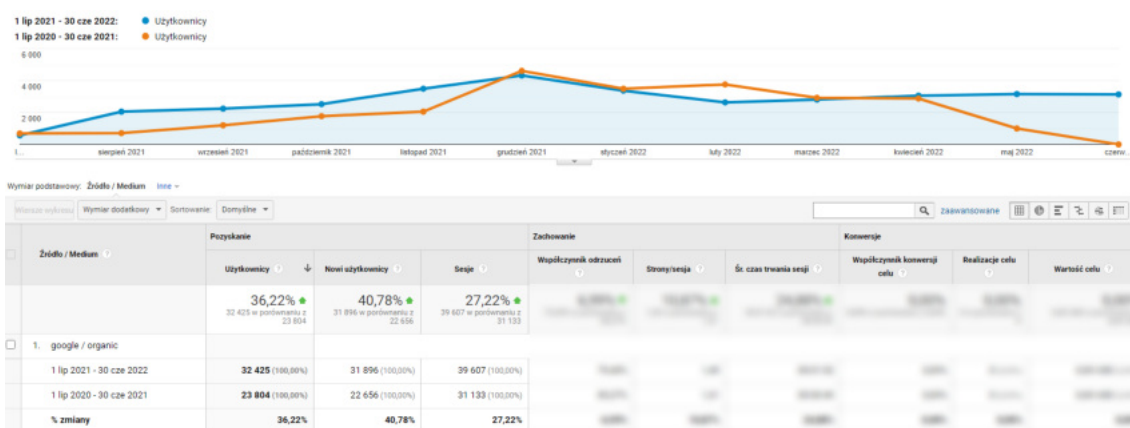 1 lip 2021 - 30 cze 2022: Użytkownicy
1 lip 2020 - 30 cze 2021: Użytkownicy
6 000
4 000
2 000
l... sierpień 2021 wrzesień 2021 październik 2021 listopad 2021 grudzień 2021 styczeń 2022 luty 2022 marzec 2022 kwiecień 2022 maj 2022 czerw...
Wymiar podstawowy: Źródło / Medium Inne
Wiersze wykresu Wymiar dodatkowy Sortowanie: Domyślne zaawansowane
Źródło / Medium Pozyskanie Zachowanie Konwersje
Użytkownicy Nowi użytkownicy Sesje Współczynnik odrzuceń Strony/sesja Śr. czas trwania sesji Współczynnik konwersji celu Realizacje celu Wartość celu
36,22% 40,78% 27,22%
32 425 w porównaniu z 23 804 31 896 w porównaniu z 22 656 39 607 w porównaniu z 31 133
1. google / organic
1 lip 2021 - 30 cze 2022 32 425 (100,00%) 31 896 (100,00%) 39 607 (100,00%)
1 lip 2020 - 30 cze 2021 23 804 (100,00%) 22 656 (100,00%) 31 133 (100,00%)
% zmiany 36,22% 40,78% 27,22%